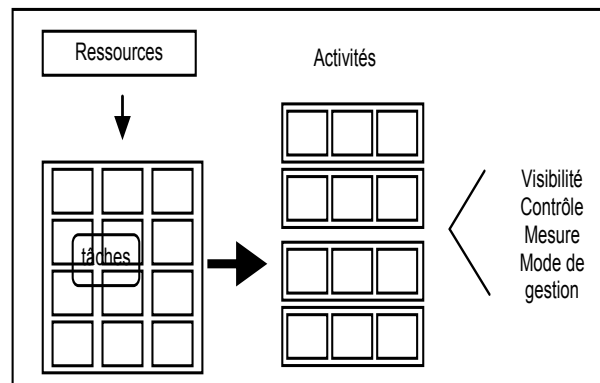 Ressources
Activités
tâches
Visibilité
Contrôle
Mesure
Mode de
gestion